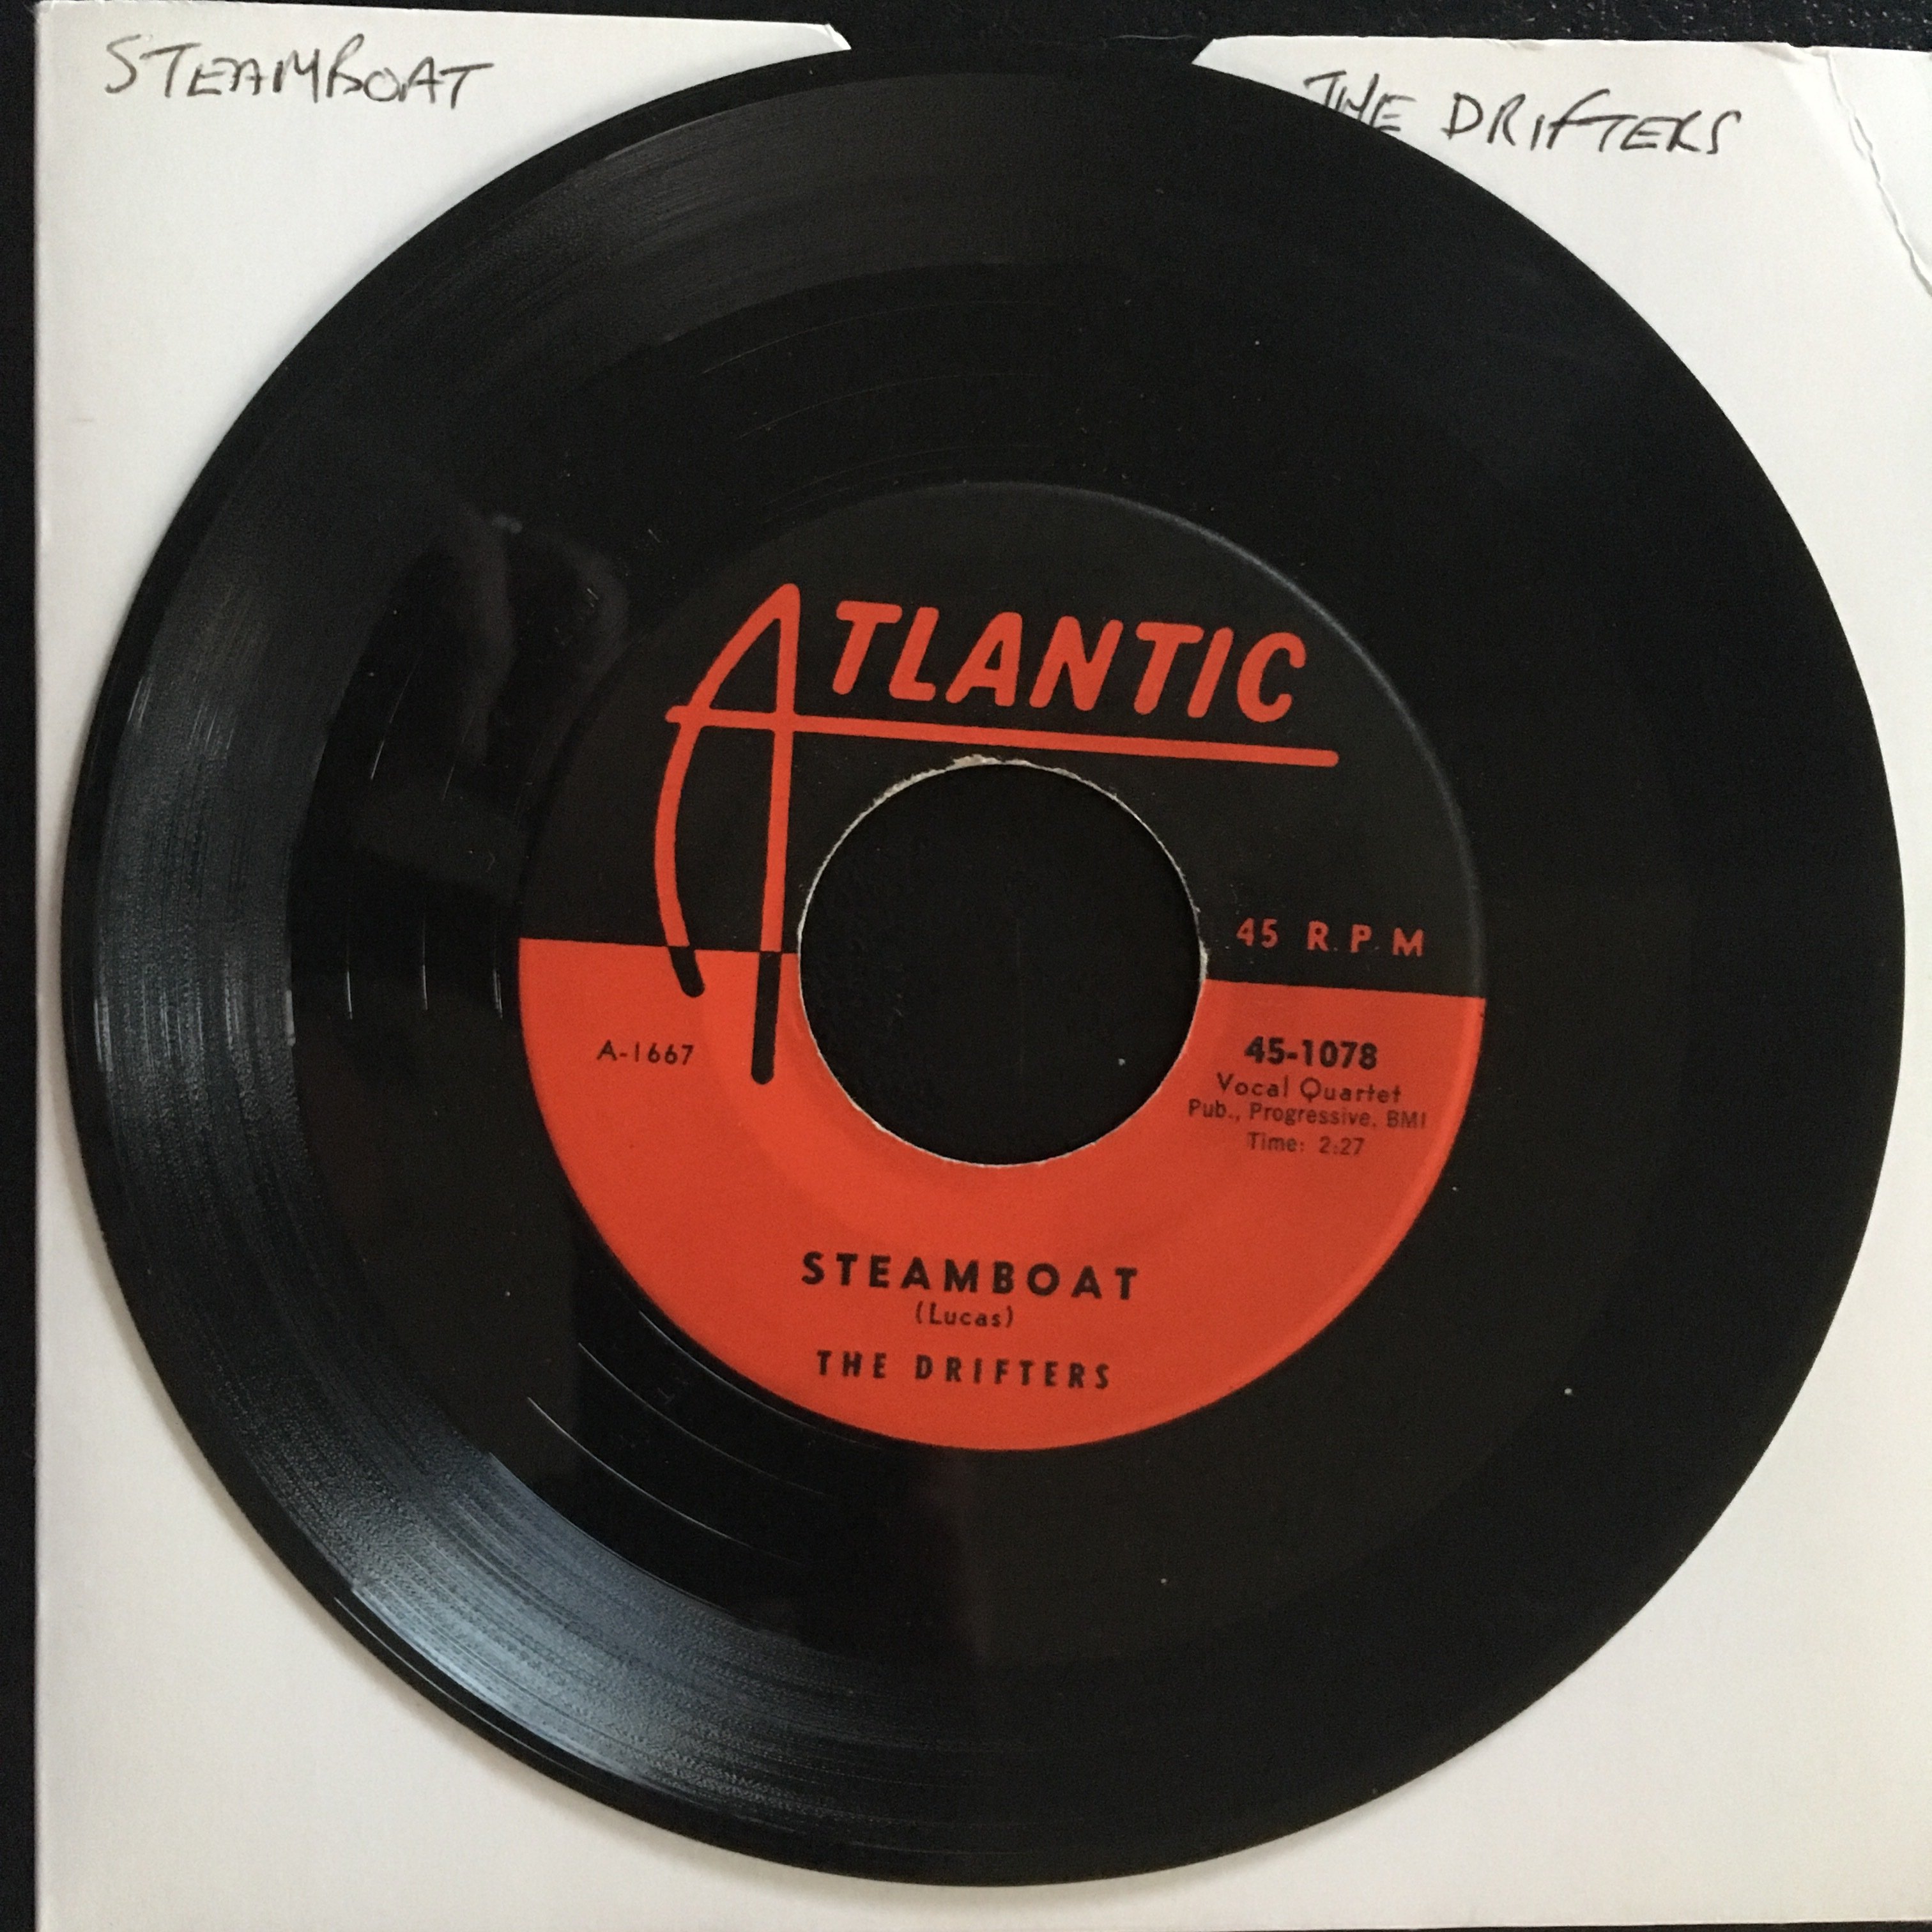 STEAMBOAT
THE DRIFTERS
ATLANTIC
45 R.P.M
A-1667
45-1078
Vocal Quartet
Pub., Progressive, BMI
Time: 2:27
STEAMBOAT
(Lucas)
THE DRIFTERS